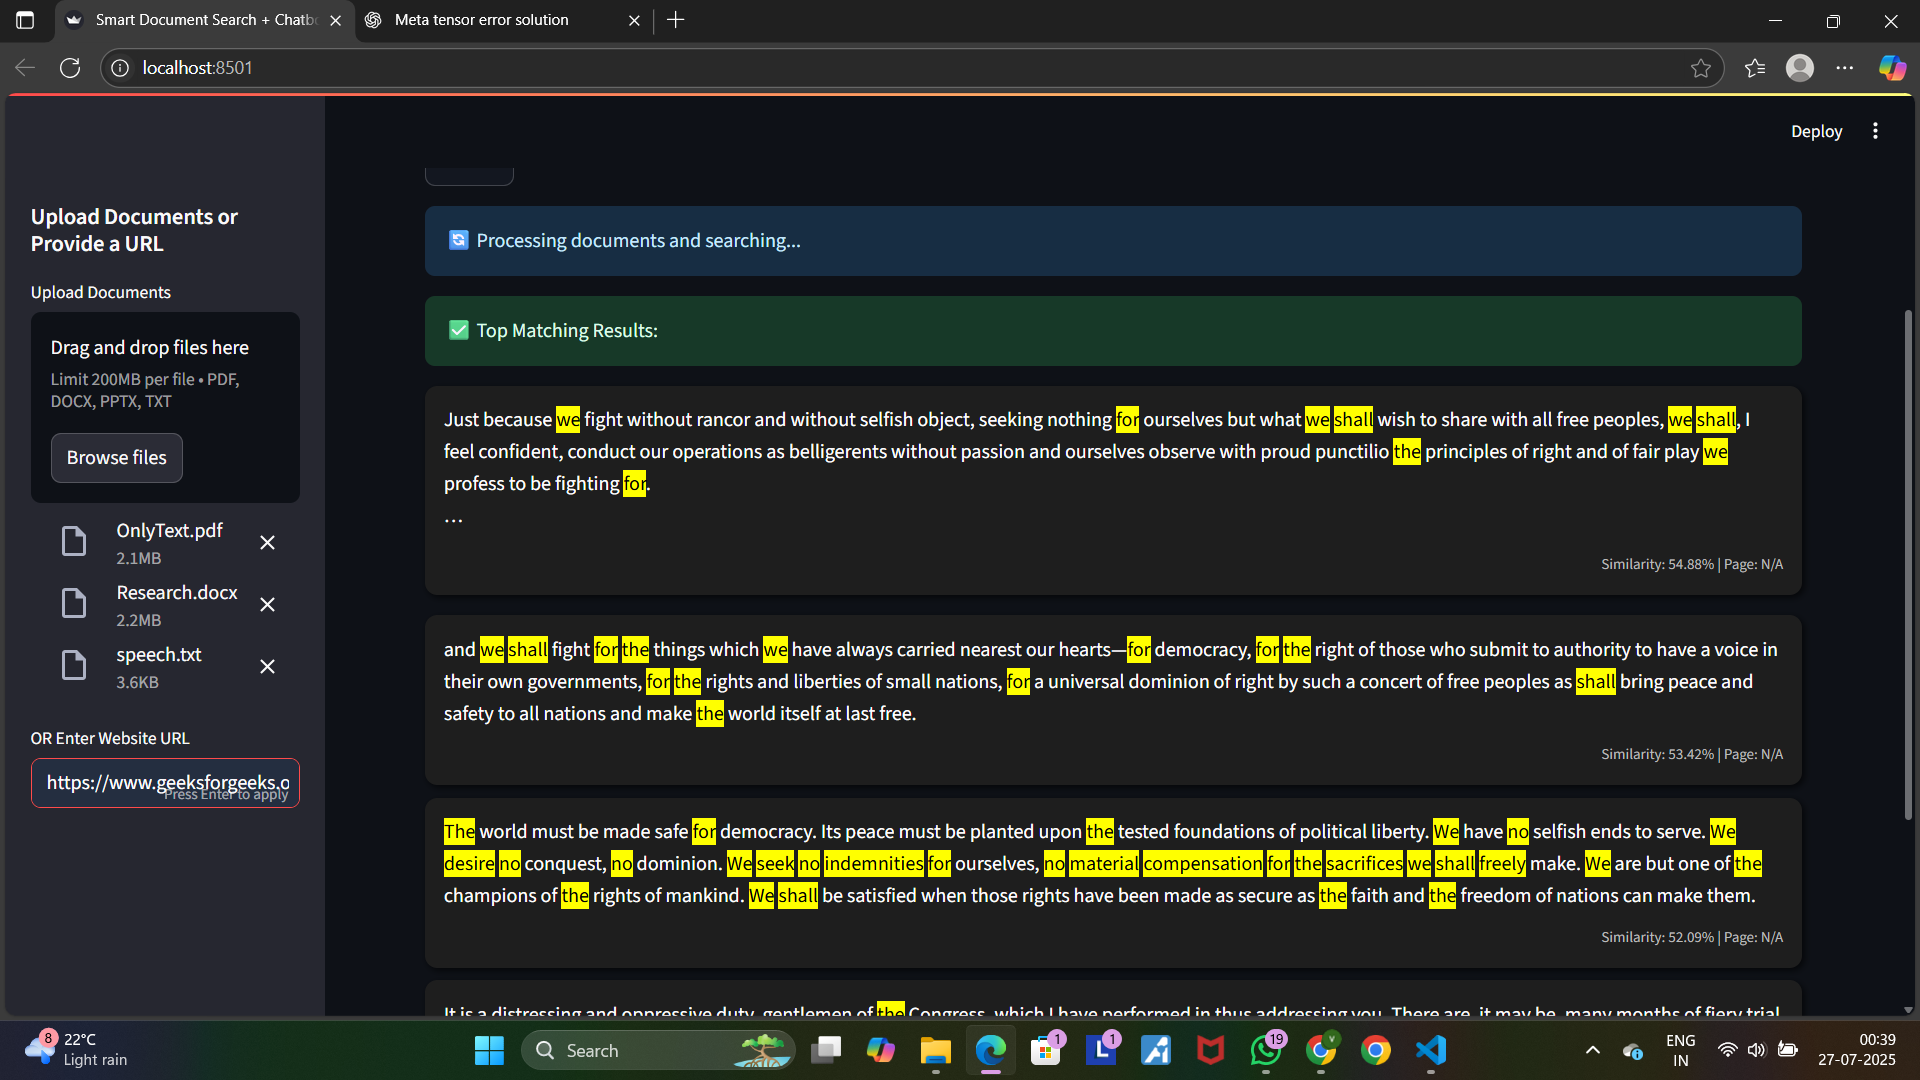 Smart Document Search + Chatb
Meta tensor error solution
localhost:8501
Deploy
Upload Documents or
Provide a URL
Upload Documents
Drag and drop files here
Limit 200MB per file • PDF,
DOCX, PPTX, TXT
Browse files
OnlyText.pdf
2.1MB
Research.docx
2.2MB
speech.txt
3.6KB
OR Enter Website URL
https://www.geeksforgeeks.o
Press Enter to apply
Processing documents and searching...
Top Matching Results:
Just because we fight without rancor and without selfish object, seeking nothing for ourselves but what we shall wish to share with all free peoples, we shall, I
feel confident, conduct our operations as belligerents without passion and ourselves observe with proud punctilio the principles of right and of fair play we
profess to be fighting for.
…
Similarity: 54.88% | Page: N/A
and we shall fight for the things which we have always carried nearest our hearts—for democracy, for the right of those who submit to authority to have a voice in
their own governments, for the rights and liberties of small nations, for a universal dominion of right by such a concert of free peoples as shall bring peace and
safety to all nations and make the world itself at last free.
Similarity: 53.42% | Page: N/A
The world must be made safe for democracy. Its peace must be planted upon the tested foundations of political liberty. We have no selfish ends to serve. We
desire no conquest, no dominion. We seek no indemnities for ourselves, no material compensation for the sacrifices we shall freely make. We are but one of the
champions of the rights of mankind. We shall be satisfied when those rights have been made as secure as the faith and the freedom of nations can make them.
Similarity: 52.09% | Page: N/A
It is a distressing and oppressive duty, gentlemen of the Congress, which I have performed in thus addressing you. There are, it may be, many months of fiery trial
8
22°C
Light rain
Search
1
1
19
ENG
IN
00:39
27-07-2025